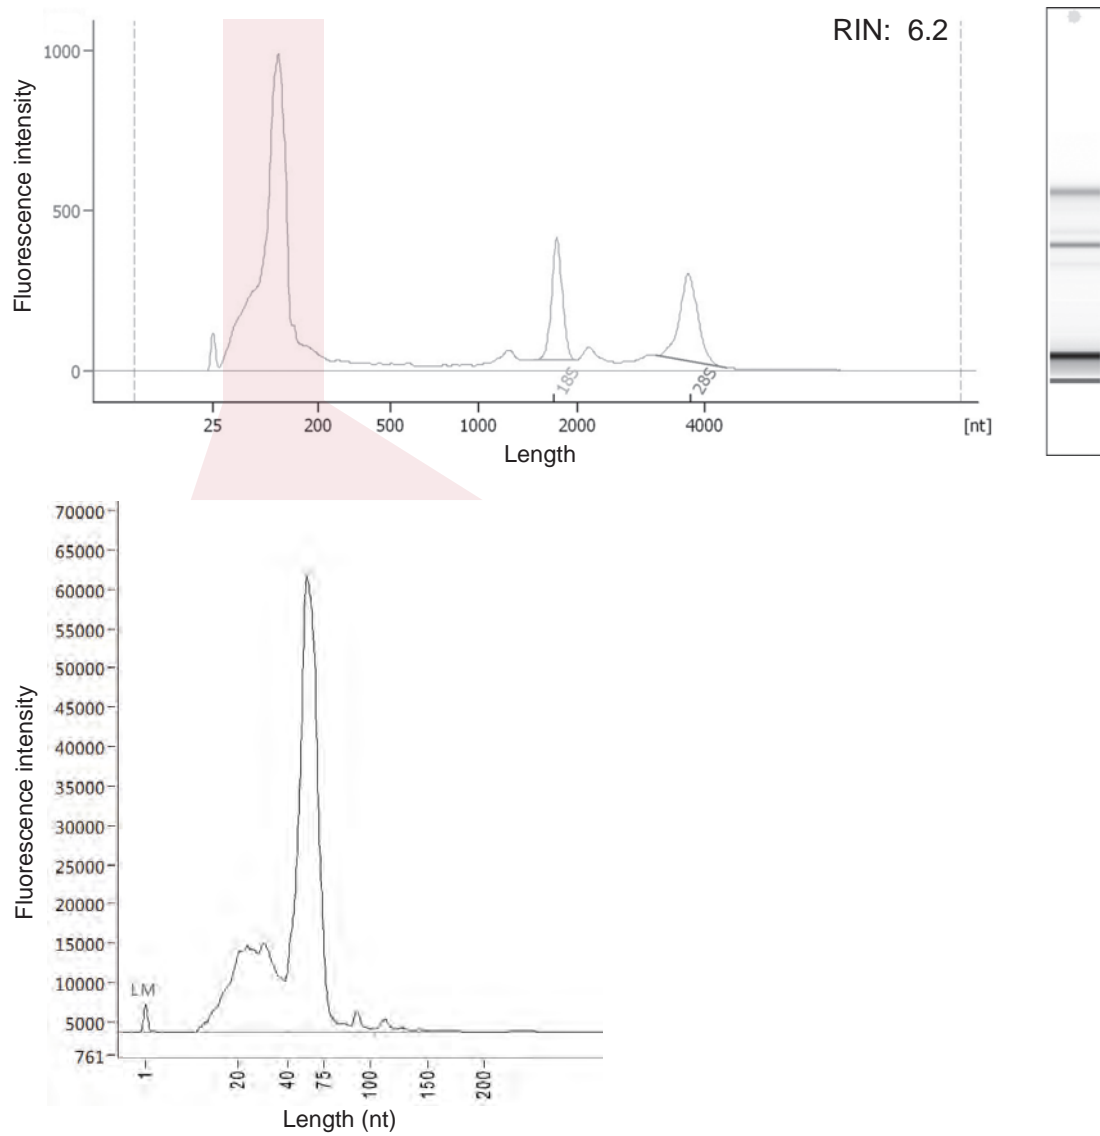 RIN: 6.2
Fluorescence intensity
1000
500
0
18S
28S
25 200 500 1000 2000 4000 [nt]
Length
Fluorescence intensity
70000
65000
60000
55000
50000
45000
40000
35000
30000
25000
20000
15000
10000
5000
761
LM
1 20 40 75 100 150 200
Length (nt)